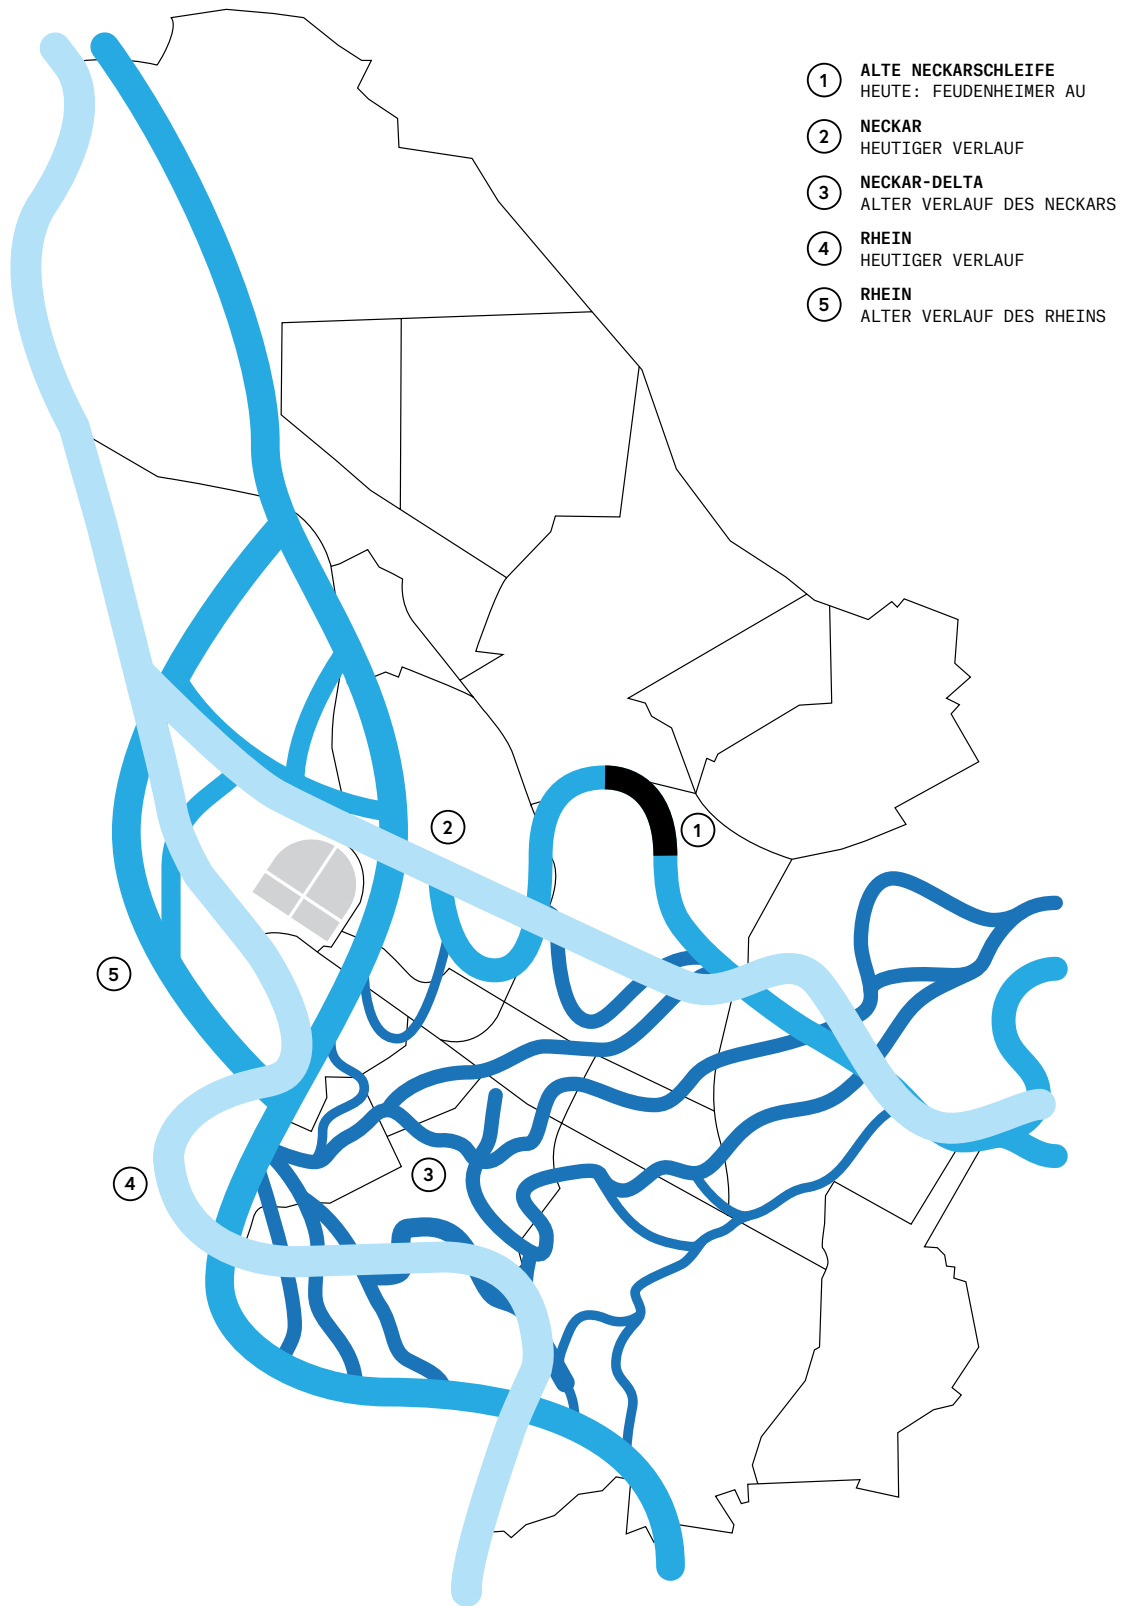 1 ALTE NECKARSCHLEIFE
HEUTE: FEUDENHEIMER AU
2 NECKAR
HEUTIGER VERLAUF
3 NECKAR-DELTA
ALTER VERLAUF DES NECKARS
4 RHEIN
HEUTIGER VERLAUF
5 RHEIN
ALTER VERLAUF DES RHEINS
2
1
5
3
4